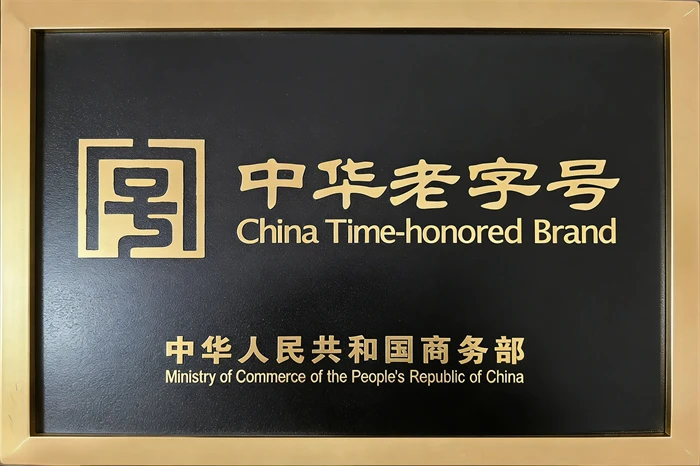 中华老字号
China Time-honored Brand
中华人民共和国商务部
Ministry of Commerce of the People's Republic of China